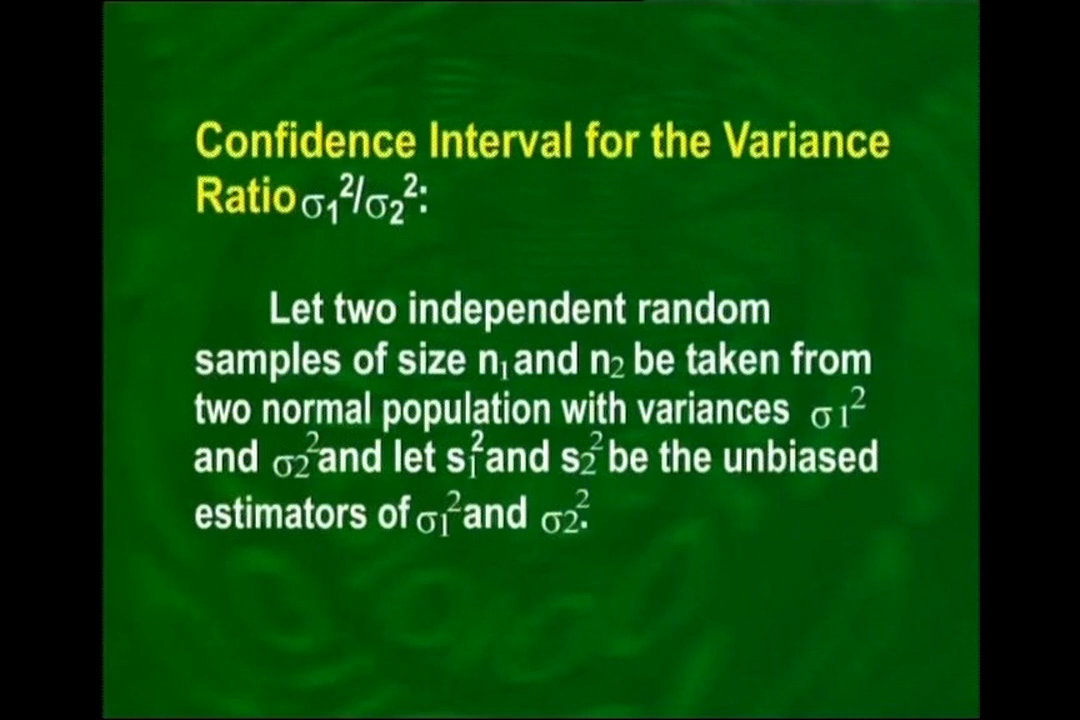 Confidence Interval for the Variance
Ratio σ₁²/σ₂²:
Let two independent random
samples of size n₁ and n₂ be taken from
two normal population with variances σ₁²
and σ₂² and let s₁² and s₂² be the unbiased
estimators of σ₁² and σ₂².